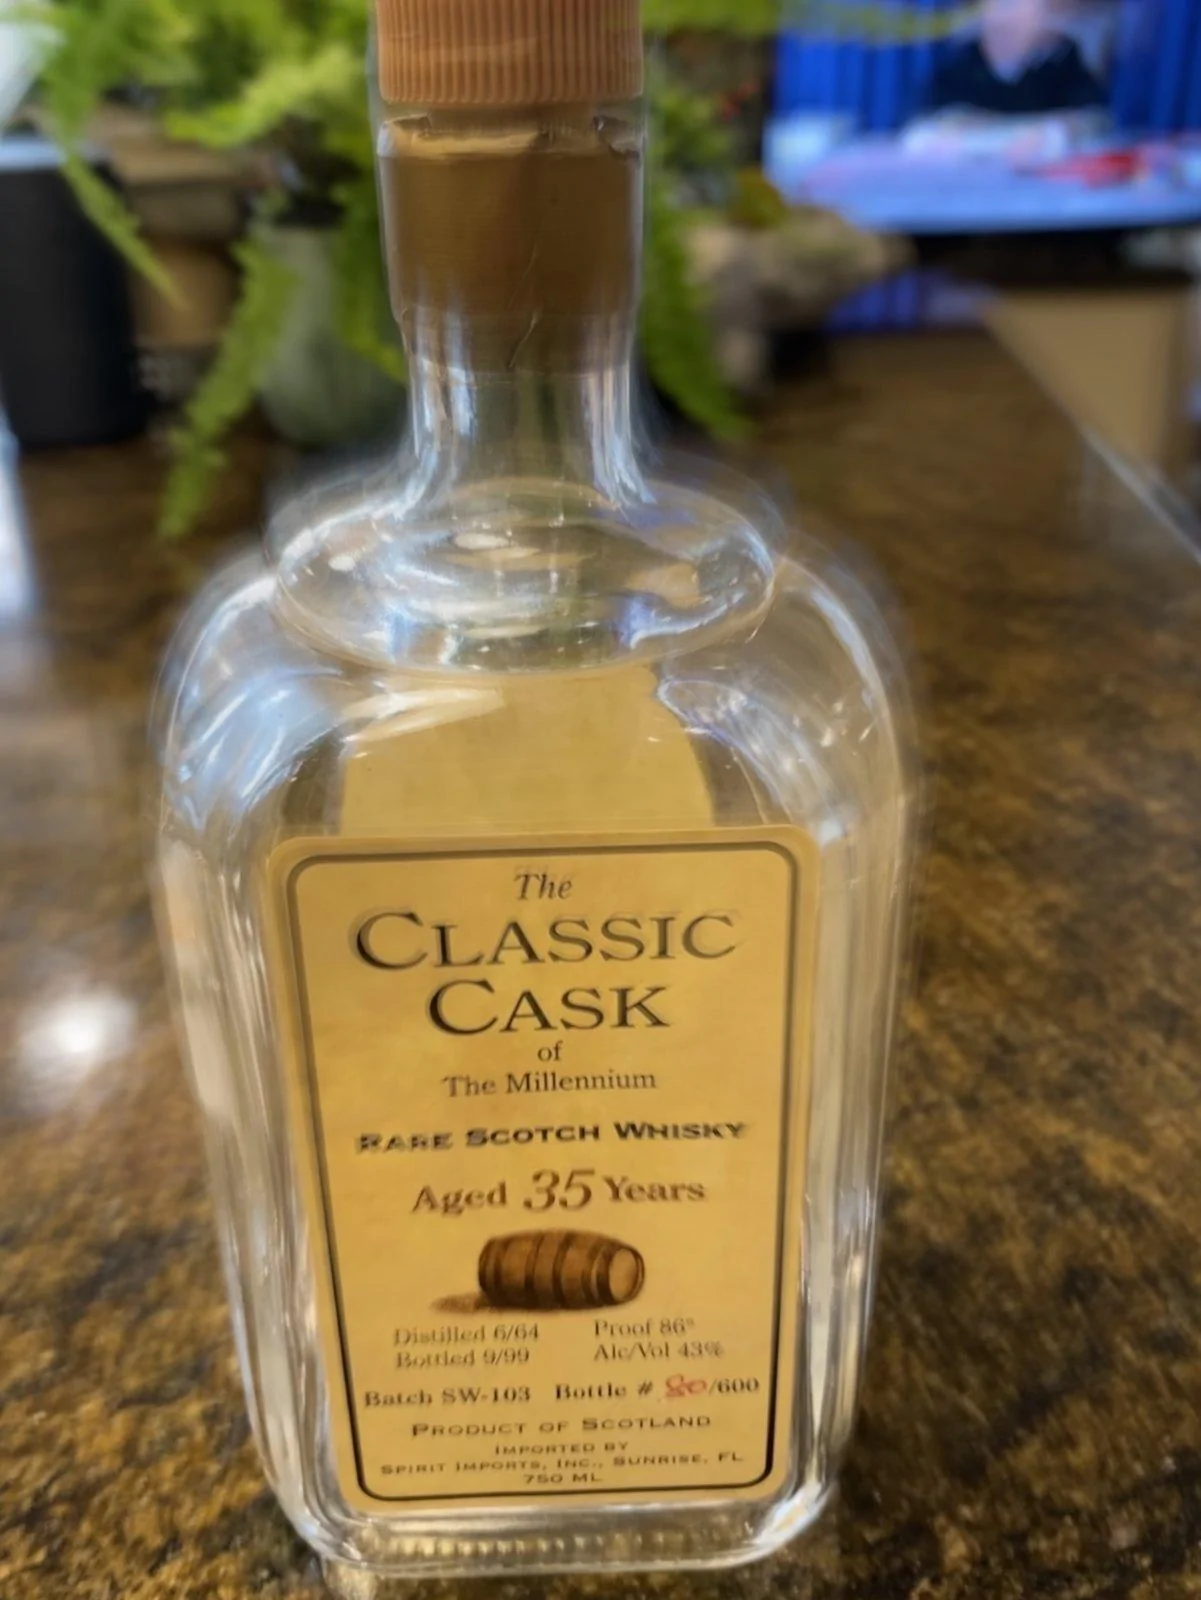 The
CLASSIC
CASK
of
The Millennium
RARE SCOTCH WHISKY
Aged 35 Years
Distilled 6/64 Proof 86°
Bottled 9/99 Alc/Vol 43%
Batch SW-103 Bottle # 80/600
PRODUCT OF SCOTLAND
IMPORTED BY
SPIRIT IMPORTS, INC., SUNRISE, FL
750 ML